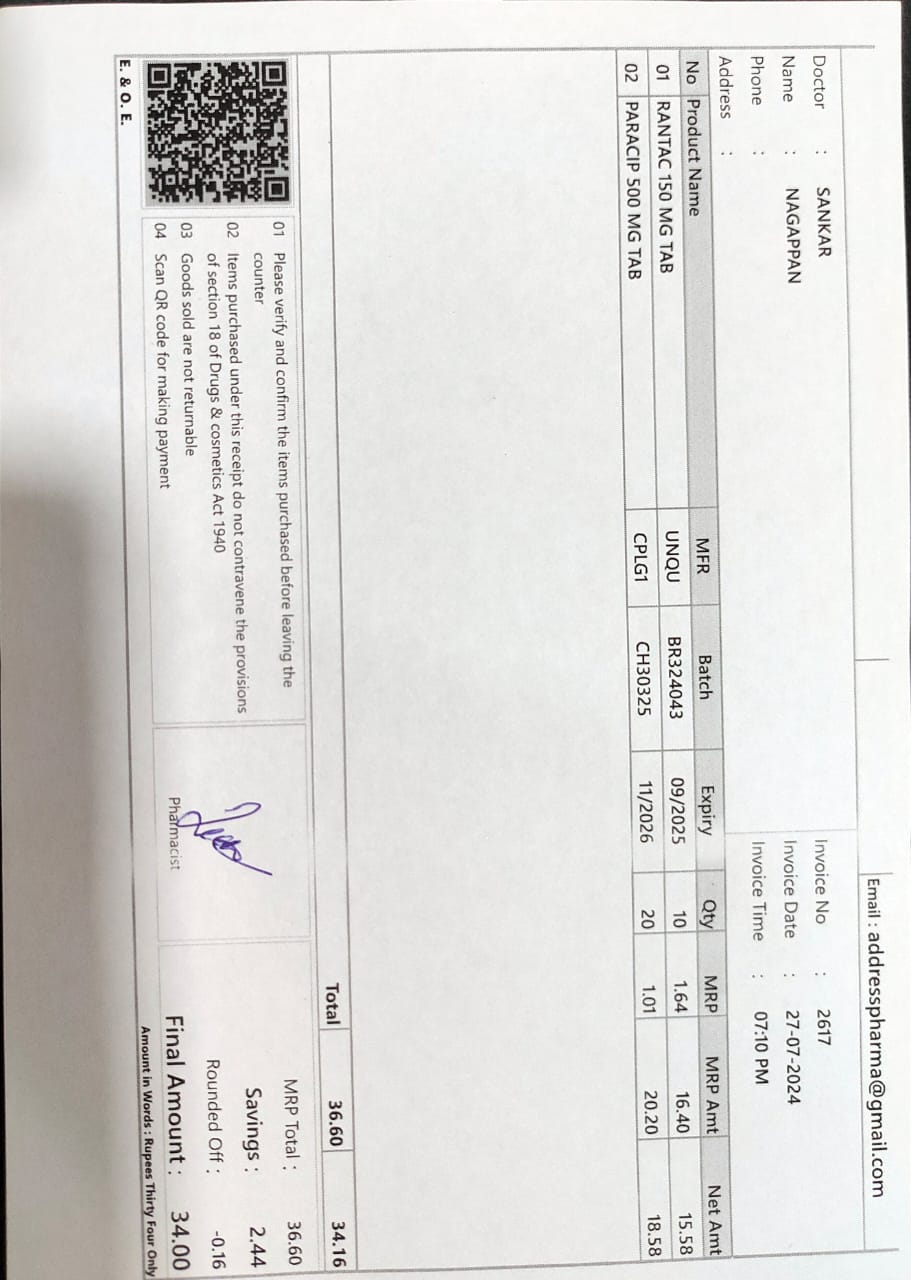 Email : addresspharma@gmail.com
Doctor : SANKAR
Name : NAGAPPAN
Phone :
Address :
Invoice No : 2617
Invoice Date : 27-07-2024
Invoice Time : 07:10 PM
No Product Name MFR Batch Expiry Qty MRP MRP Amt Net Amt
01 RANTAC 150 MG TAB UNQU BR324043 09/2025 10 1.64 16.40 15.58
02 PARACIP 500 MG TAB CPLG1 CH30325 11/2026 20 1.01 20.20 18.58
Total 36.60 34.16
01 Please verify and confirm the items purchased before leaving the
counter
02 Items purchased under this receipt do not contravene the provisions
of section 18 of Drugs & cosmetics Act 1940
03 Goods sold are not returnable
04 Scan QR code for making payment
Pharmacist
MRP Total : 36.60
Savings : 2.44
Rounded Off : -0.16
Final Amount : 34.00
Amount in Words : Rupees Thirty Four Only
E. & O. E.